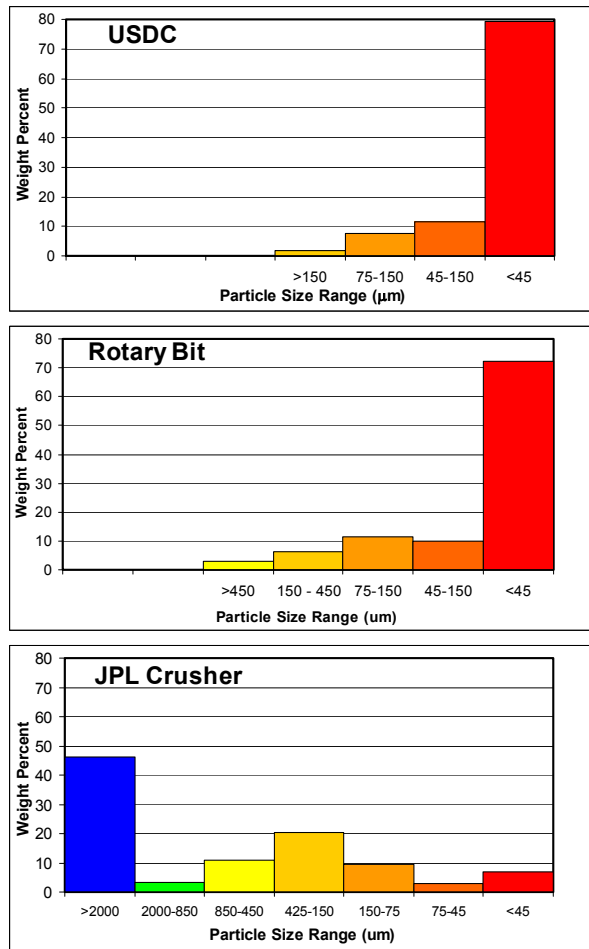 USDC
Weight Percent
80
70
60
50
40
30
20
10
0
>150 75-150 45-150 <45
Particle Size Range (μm)
Rotary Bit
Weight Percent
80
70
60
50
40
30
20
10
0
>450 150 - 450 75-150 45-150 <45
Particle Size Range (um)
JPL Crusher
Weight Percent
80
70
60
50
40
30
20
10
0
>2000 2000-850 850-450 425-150 150-75 75-45 <45
Particle Size Range (um)